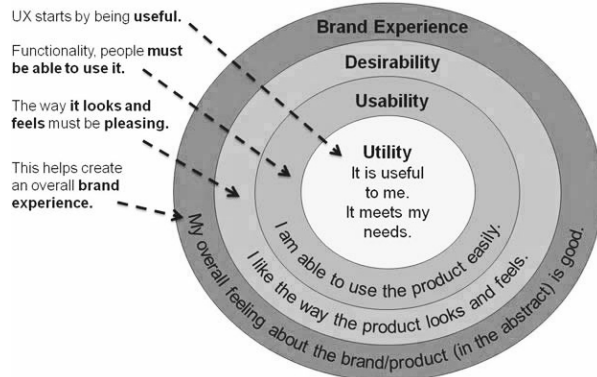 UX starts by being useful.
Functionality, people must
be able to use it.
The way it looks and
feels must be pleasing.
This helps create
an overall brand
experience.
Brand Experience
Desirability
Usability
Utility
It is useful
to me.
It meets my
needs.
I am able to use the product easily.
I like the way the product looks and feels.
My overall feeling about the brand/product (in the abstract) is good.